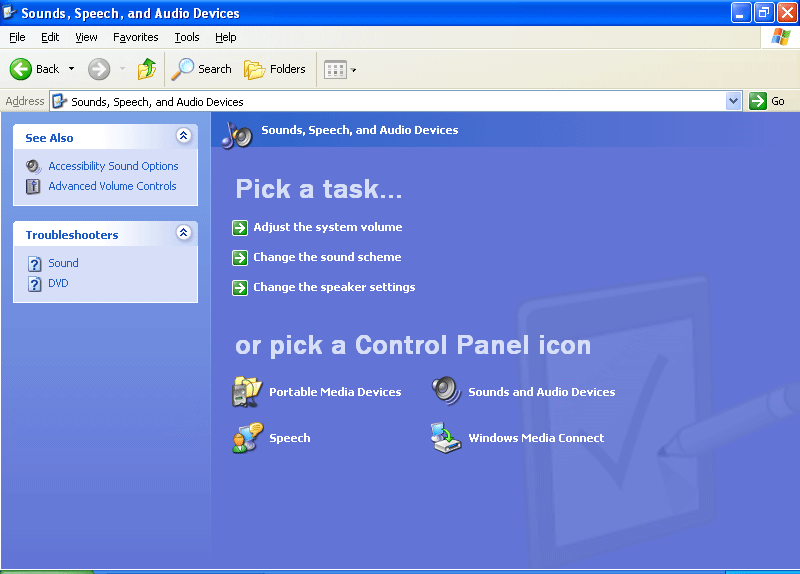 Sounds, Speech, and Audio Devices
File Edit View Favorites Tools Help
Back Search Folders
Address Sounds, Speech, and Audio Devices Go
See Also
Accessibility Sound Options
Advanced Volume Controls
Troubleshooters
Sound
DVD
Sounds, Speech, and Audio Devices
Pick a task...
Adjust the system volume
Change the sound scheme
Change the speaker settings
or pick a Control Panel icon
Portable Media Devices
Sounds and Audio Devices
Speech
Windows Media Connect